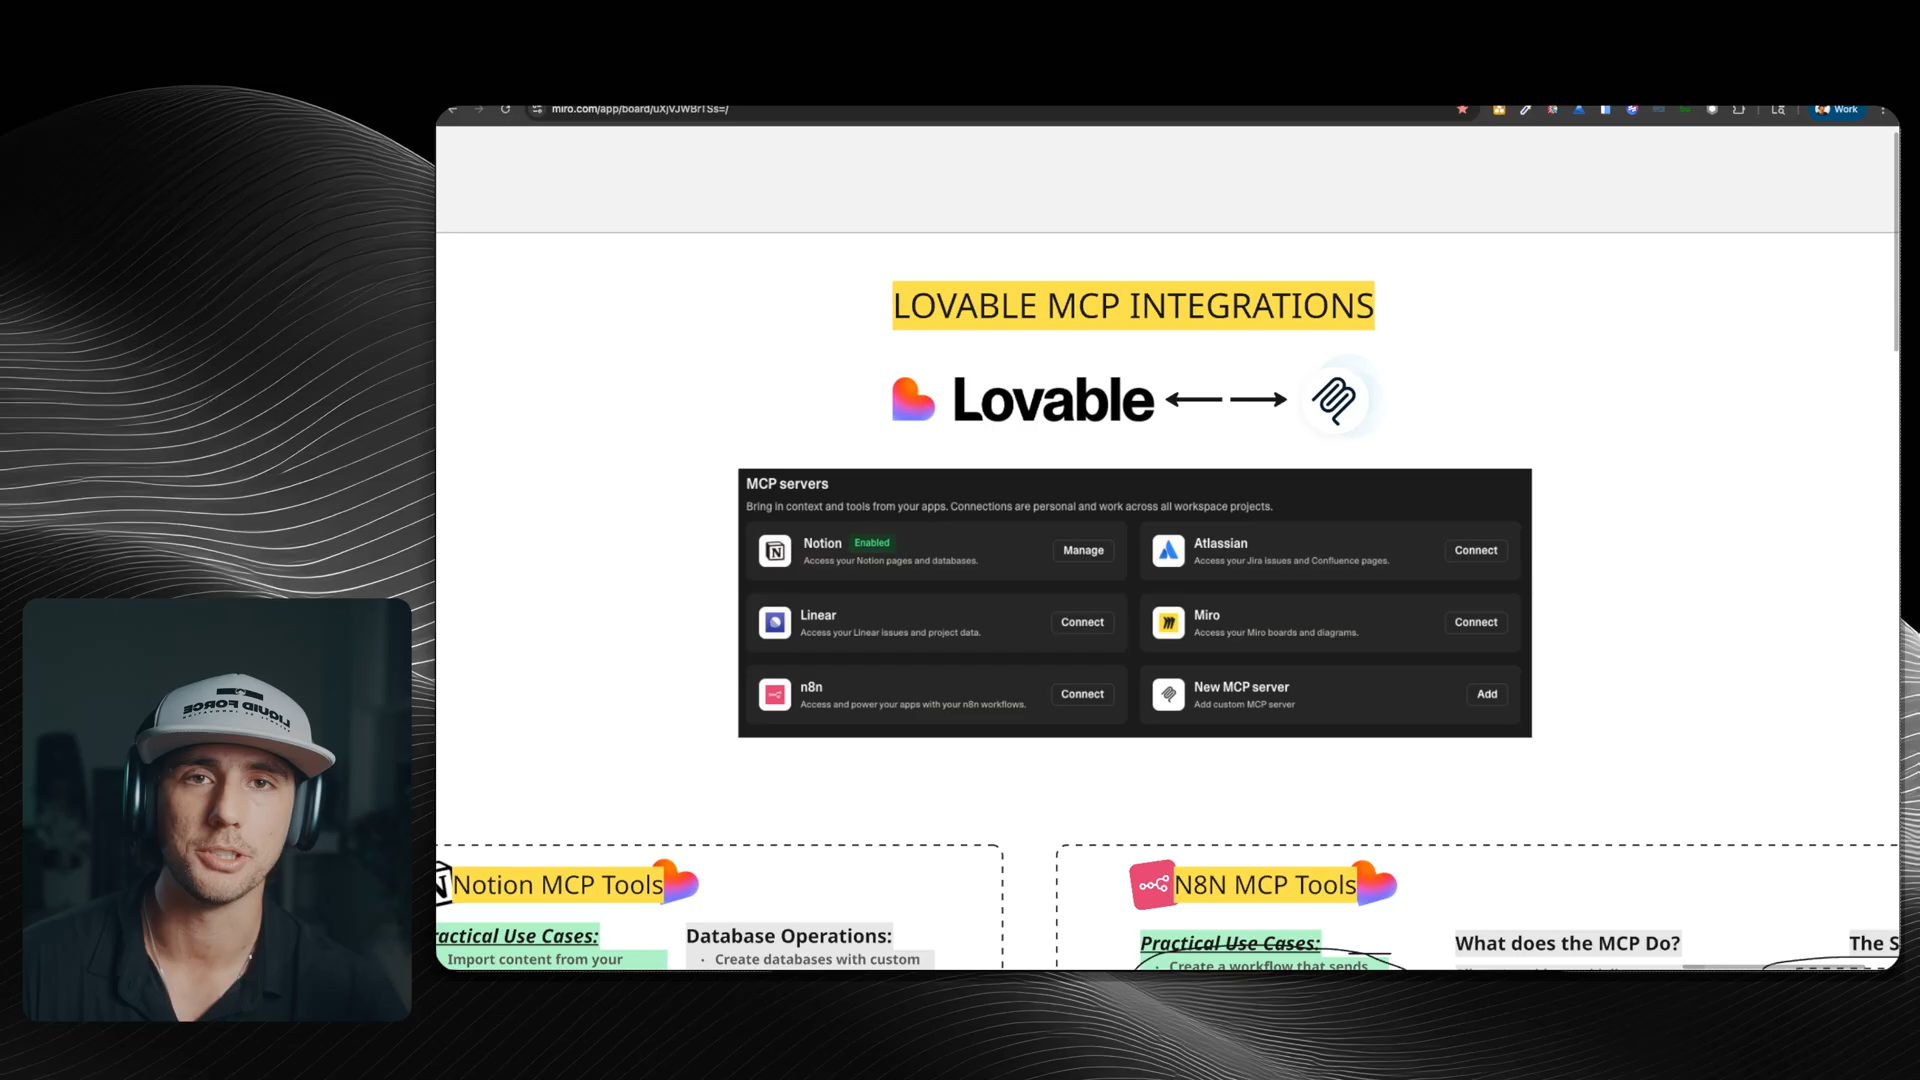 miro.com/app/board/uXjVJWBrTSs=/
Work
LOVABLE MCP INTEGRATIONS
Lovable
MCP servers
Bring in context and tools from your apps. Connections are personal and work across all workspace projects.
Notion Enabled
Access your Notion pages and databases.
Manage
Atlassian
Access your Jira issues and Confluence pages.
Connect
Linear
Access your Linear issues and project data.
Connect
Miro
Access your Miro boards and diagrams.
Connect
n8n
Access and power your apps with your n8n workflows.
Connect
New MCP server
Add custom MCP server
Add
Notion MCP Tools
actical Use Cases:
Import content from your
Database Operations:
· Create databases with custom
N8N MCP Tools
Practical Use Cases:
· Create a workflow that sends
What does the MCP Do?
The S
LIQUID FORCE